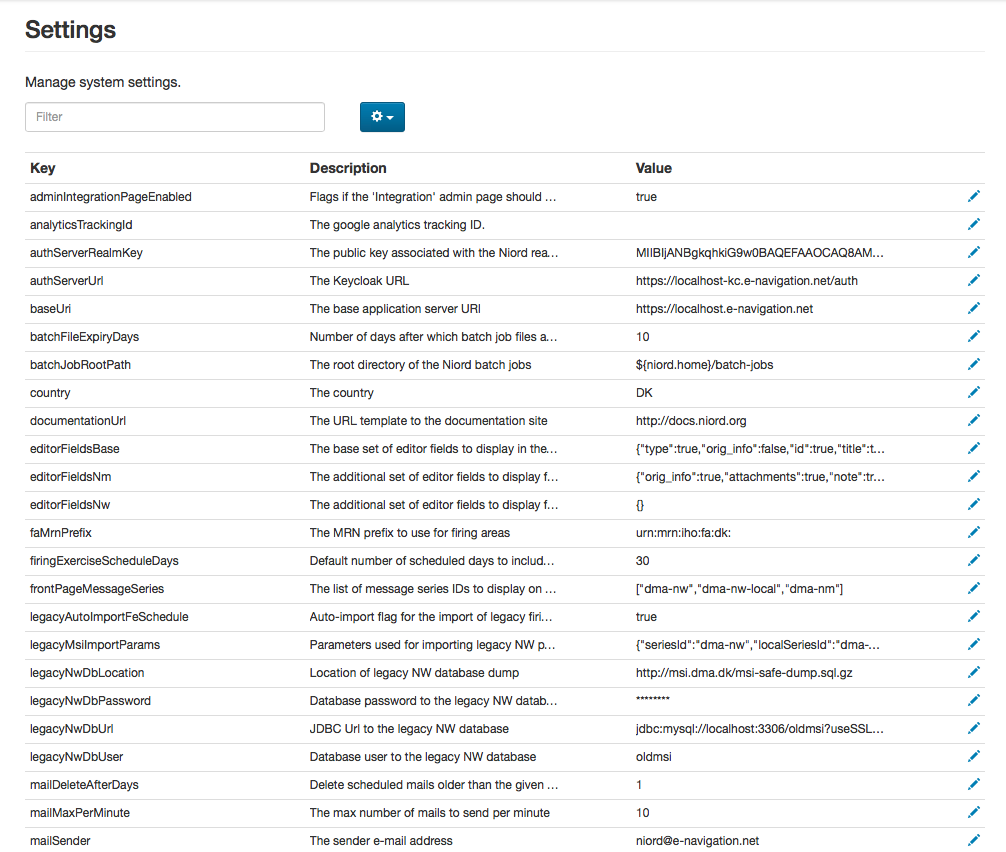 Settings
Manage system settings.
Filter
Key Description Value
adminIntegrationPageEnabled Flags if the 'Integration' admin page should ... true
analyticsTrackingId The google analytics tracking ID.
authServerRealmKey The public key associated with the Niord rea... MIIBIjANBgkqhkiG9w0BAQEFAAOCAQ8AM...
authServerUrl The Keycloak URL https://localhost-kc.e-navigation.net/auth
baseUri The base application server URI https://localhost.e-navigation.net
batchFileExpiryDays Number of days after which batch job files a... 10
batchJobRootPath The root directory of the Niord batch jobs ${niord.home}/batch-jobs
country The country DK
documentationUrl The URL template to the documentation site http://docs.niord.org
editorFieldsBase The base set of editor fields to display in the... {"type":true,"orig_info":false,"id":true,"title":t...
editorFieldsNm The additional set of editor fields to display f... {"orig_info":true,"attachments":true,"note":tr...
editorFieldsNw The additional set of editor fields to display f... {}
faMrnPrefix The MRN prefix to use for firing areas urn:mrn:iho:fa:dk:
firingExerciseScheduleDays Default number of scheduled days to includ... 30
frontPageMessageSeries The list of message series IDs to display on ... ["dma-nw","dma-nw-local","dma-nm"]
legacyAutoImportFeSchedule Auto-import flag for the import of legacy firi... true
legacyMsiImportParams Parameters used for importing legacy NW p... {"seriesId":"dma-nw","localSeriesId":"dma-...
legacyNwDbLocation Location of legacy NW database dump http://msi.dma.dk/msi-safe-dump.sql.gz
legacyNwDbPassword Database password to the legacy NW datab... ********
legacyNwDbUrl JDBC Url to the legacy NW database jdbc:mysql://localhost:3306/oldmsi?useSSL...
legacyNwDbUser Database user to the legacy NW database oldmsi
mailDeleteAfterDays Delete scheduled mails older than the given ... 1
mailMaxPerMinute The max number of mails to send per minute 10
mailSender The sender e-mail address niord@e-navigation.net